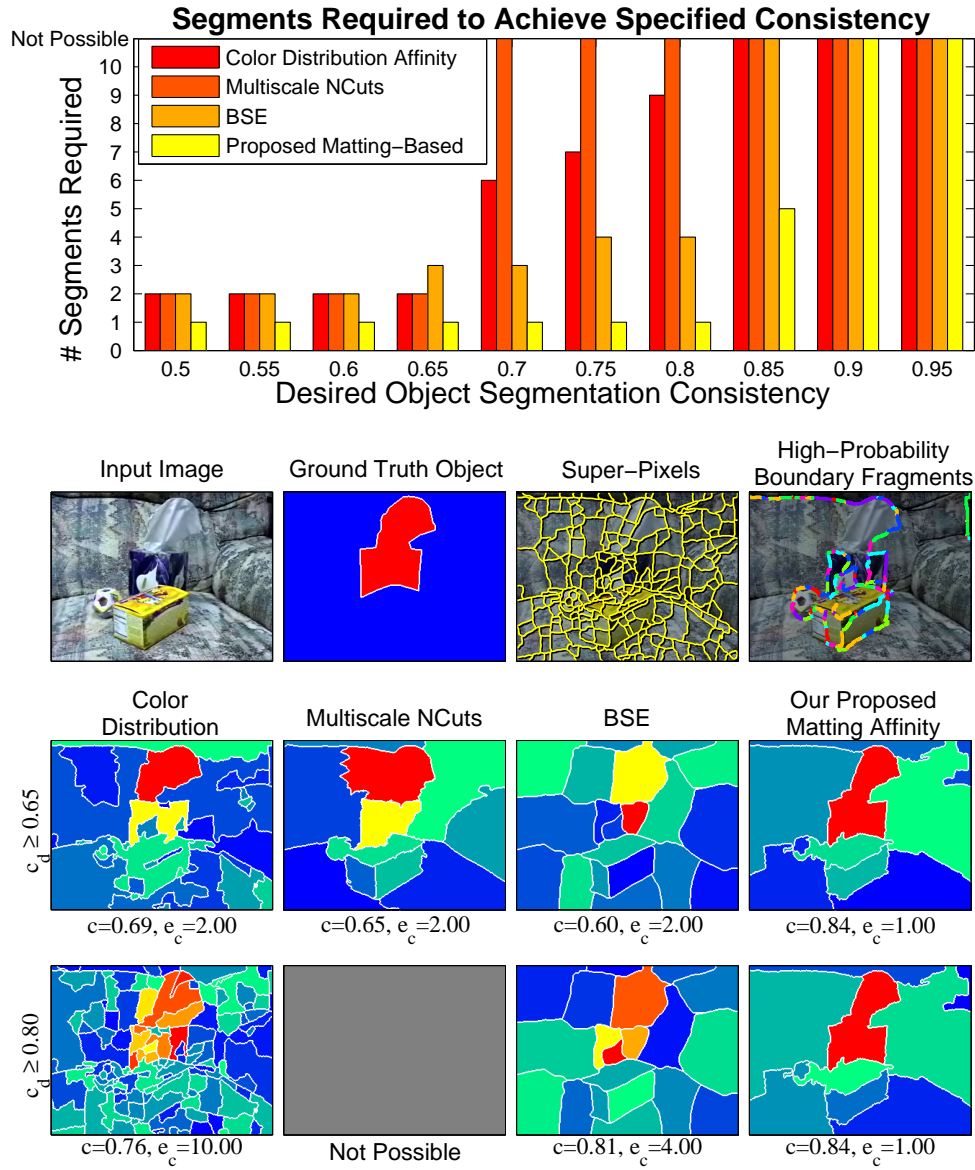 Segments Required to Achieve Specified Consistency
Not Possible
10
9
8
7
6
5
4
3
2
1
0
# Segments Required
Color Distribution Affinity
Multiscale NCuts
BSE
Proposed Matting-Based
0.5 0.55 0.6 0.65 0.7 0.75 0.8 0.85 0.9 0.95
Desired Object Segmentation Consistency
Input Image
Ground Truth Object
Super-Pixels
High-Probability
Boundary Fragments
Color
Distribution
Multiscale NCuts
BSE
Our Proposed
Matting Affinity
c_d ≥ 0.65
c=0.69, e_c=2.00
c=0.65, e_c=2.00
c=0.60, e_c=2.00
c=0.84, e_c=1.00
c_d ≥ 0.80
c=0.76, e_c=10.00
Not Possible
c=0.81, e_c=4.00
c=0.84, e_c=1.00